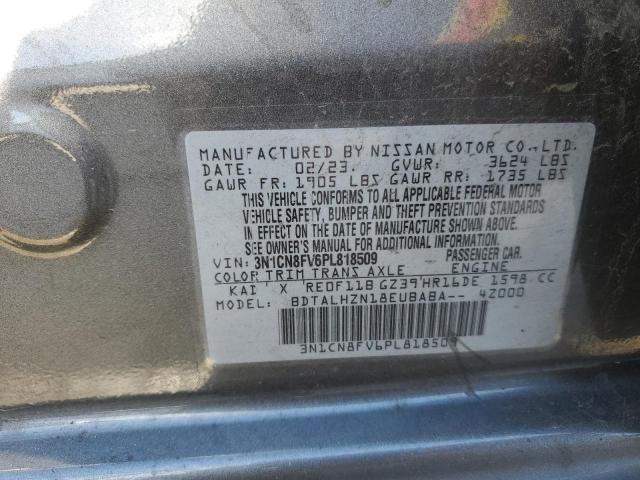 MANUFACTURED BY NISSAN MOTOR CO.,LTD.
DATE: 02/23. GVWR: 3624 LBS
GAWR FR: 1905 LBS GAWR RR: 1735 LBS
THIS VEHICLE CONFORMS TO ALL APPLICABLE FEDERAL MOTOR
VEHICLE SAFETY, BUMPER AND THEFT PREVENTION STANDARDS
IN EFFECT ON THE DATE OF MANUFACTURE SHOWN ABOVE.
SEE OWNER'S MANUAL FOR ADDITIONAL INFORMATION.
VIN: 3N1CN8FV6PL818509 PASSENGER CAR.
COLOR TRIM TRANS AXLE ENGINE
KAD X RE0F11B GZ39 HR16DE 1598 CC
MODEL: BDTALHZN18EUBABA-- 4Z000
3N1CN8FV6PL818509